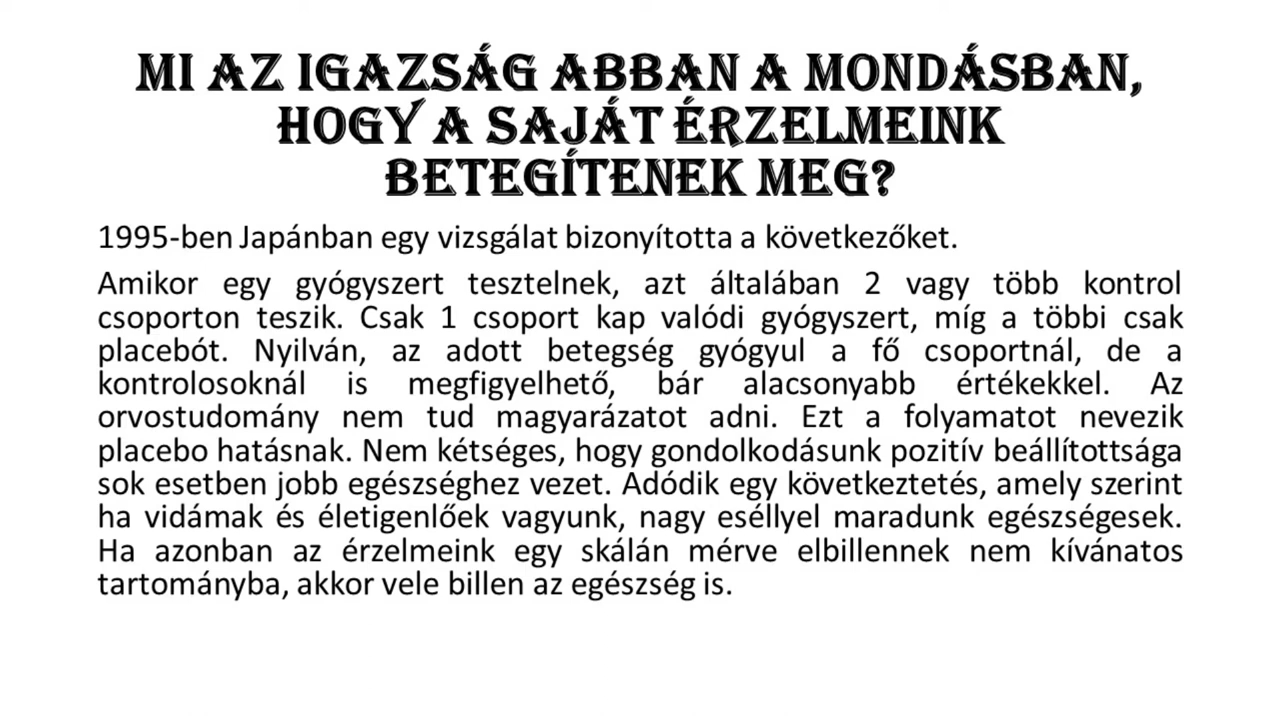 MI AZ IGAZSÁG ABBAN A MONDÁSBAN,
HOGY A SAJÁT ÉRZELMEINK
BETEGÍTENEK MEG?
1995-ben Japánban egy vizsgálat bizonyította a következőket.
Amikor egy gyógyszert tesztelnek, azt általában 2 vagy több kontrol
csoporton teszik. Csak 1 csoport kap valódi gyógyszert, míg a többi csak
placebót. Nyilván, az adott betegség gyógyul a fő csoportnál, de a
kontrolosoknál is megfigyelhető, bár alacsonyabb értékekkel. Az
orvostudomány nem tud magyarázatot adni. Ezt a folyamatot nevezik
placebo hatásnak. Nem kétséges, hogy gondolkodásunk pozitív beállítottsága
sok esetben jobb egészséghez vezet. Adódik egy következtetés, amely szerint
ha vidámak és életigenlőek vagyunk, nagy eséllyel maradunk egészségesek.
Ha azonban az érzelmeink egy skálán mérve elbillennek nem kívánatos
tartományba, akkor vele billen az egészség is.